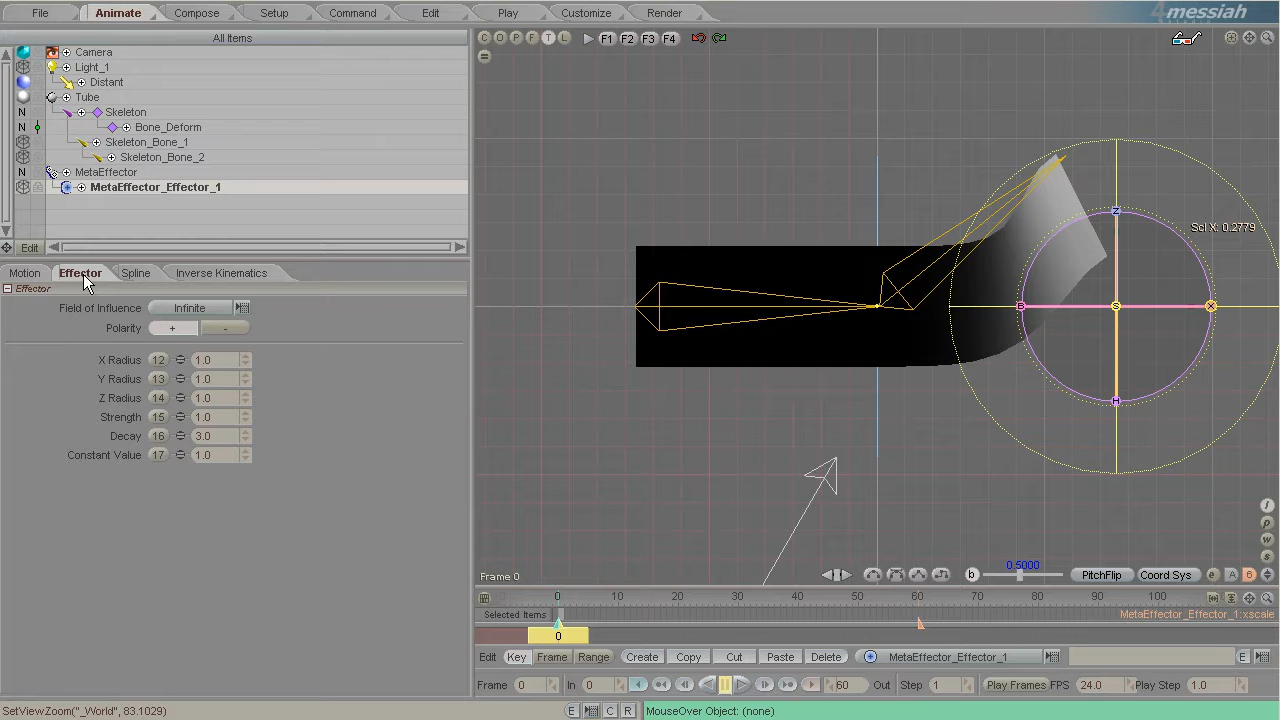 File Animate Compose Setup Command Edit Play Customize Render 4messiah
All Items
Camera
Light_1
Distant
Tube
N Skeleton
N Bone_Deform
Skeleton_Bone_1
Skeleton_Bone_2
N MetaEffector
MetaEffector_Effector_1
Edit
C O P F T L F1 F2 F3 F4
Z
Scl X: 0.2779
B S X
H
Motion Effector Spline Inverse Kinematics
Effector
Field of Influence Infinite
Polarity + -
X Radius 12 1.0
Y Radius 13 1.0
Z Radius 14 1.0
Strength 15 1.0
Decay 16 3.0
Constant Value 17 1.0
i
p
w
s
Frame 0 b 0.5000 PitchFlip Coord Sys e A 6
0 10 20 30 40 50 60 70 80 90 100
Selected Items MetaEffector_Effector_1:xscale
0
Edit Key Frame Range Create Copy Cut Paste Delete MetaEffector_Effector_1 E
Frame 0 In 0 60 Out Step 1 Play Frames FPS 24.0 Play Step 1.0
SetViewZoom("_World", 83.1029) E C R MouseOver Object: (none)